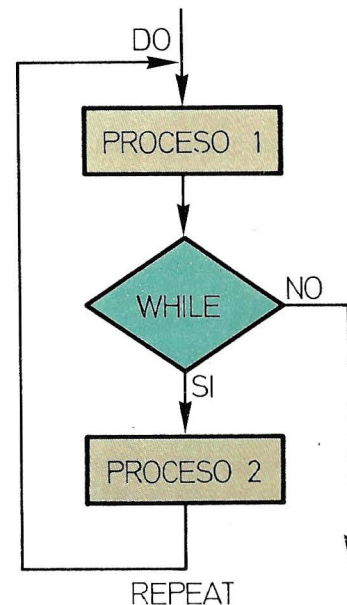 DO
PROCESO 1
WHILE
NO
SI
PROCESO 2
REPEAT